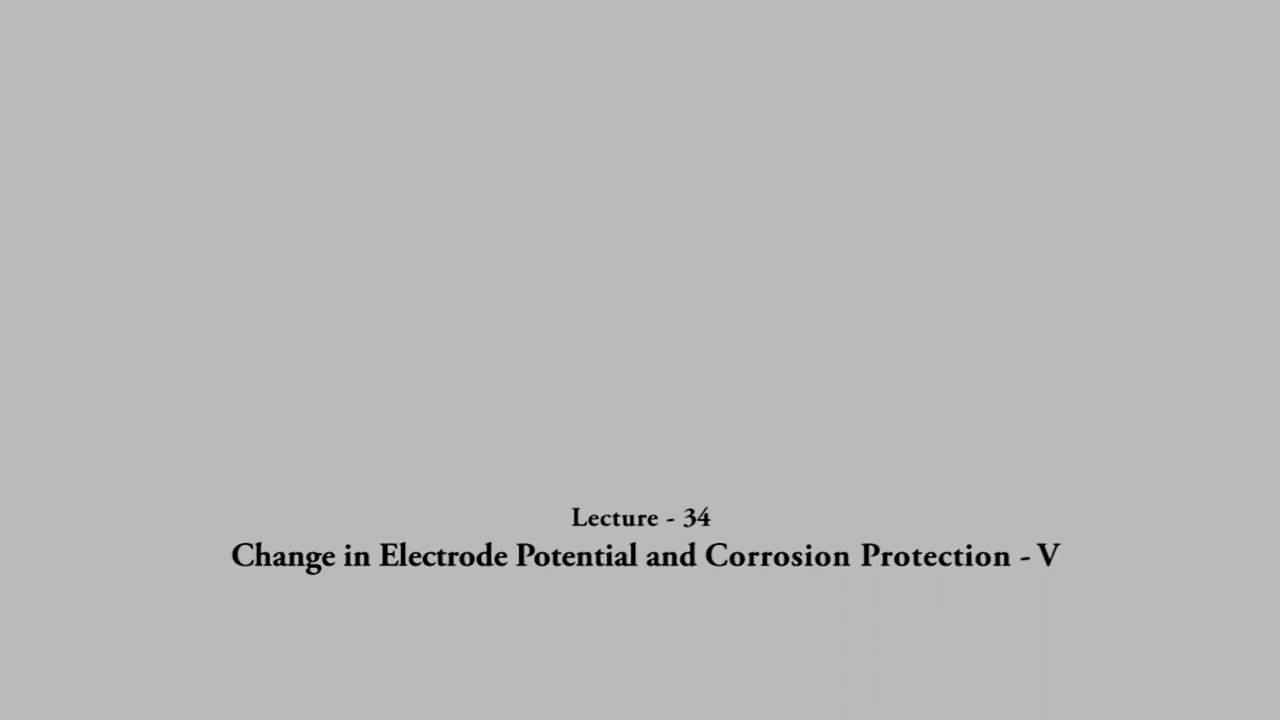 Lecture - 34
Change in Electrode Potential and Corrosion Protection - V